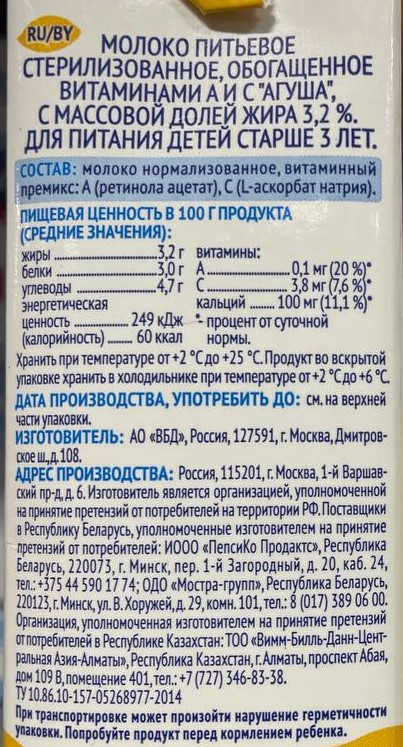 RU/BY
МОЛОКО ПИТЬЕВОЕ
СТЕРИЛИЗОВАННОЕ, ОБОГАЩЕННОЕ
ВИТАМИНАМИ А И С "АГУША",
С МАССОВОЙ ДОЛЕЙ ЖИРА 3,2 %.
ДЛЯ ПИТАНИЯ ДЕТЕЙ СТАРШЕ 3 ЛЕТ.
СОСТАВ: молоко нормализованное, витаминный
премикс: А (ретинола ацетат), С (L-аскорбат натрия).
ПИЩЕВАЯ ЦЕННОСТЬ В 100 Г ПРОДУКТА
(СРЕДНИЕ ЗНАЧЕНИЯ):
жиры ......................3,2 г витамины:
белки ......................3,0 г А......................0,1 мг (20 %)*
углеводы ................4,7 г С......................3,8 мг (7,6 %)*
энергетическая кальций ........ 100 мг (11,1 %)*
ценность ............ 249 кДж *- процент от суточной
(калорийность)...... 60 ккал нормы.
Хранить при температуре от +2 °С до +25 °С. Продукт во вскрытой
упаковке хранить в холодильнике при температуре от +2 °С до +6 °С.
ДАТА ПРОИЗВОДСТВА, УПОТРЕБИТЬ ДО: см. на верхней
части упаковки.
ИЗГОТОВИТЕЛЬ: АО «ВБД», Россия, 127591, г. Москва, Дмитров-
ское ш., д. 108.
АДРЕС ПРОИЗВОДСТВА: Россия, 115201, г. Москва, 1-й Варшав-
ский пр-д, д. 6. Изготовитель является организацией, уполномоченной
на принятие претензий от потребителей на территории РФ. Поставщики
в Республику Беларусь, уполномоченные изготовителем на принятие
претензий от потребителей: ИООО «ПепсиКо Продактс», Республика
Беларусь, 220073, г. Минск, пер. 1-й Загородный, д. 20, каб. 24,
тел.: +375 44 590 17 74; ОДО «Мостра-групп», Республика Беларусь,
220123, г. Минск, ул. В. Хоружей, д. 29, комн. 101, тел.: 8 (017) 389 06 00.
Организация, уполномоченная изготовителем на принятие претензий
от потребителей в Республике Казахстан: ТОО «Вимм-Билль-Данн-Цент-
ральная Азия-Алматы», Республика Казахстан, г. Алматы, проспект Абая,
дом 109 В, помещение 401, тел.: +7 (727) 346-83-38.
ТУ 10.86.10-157-05268977-2014
При транспортировке может произойти нарушение герметичности
упаковки. Попробуйте продукт перед кормлением ребенка.